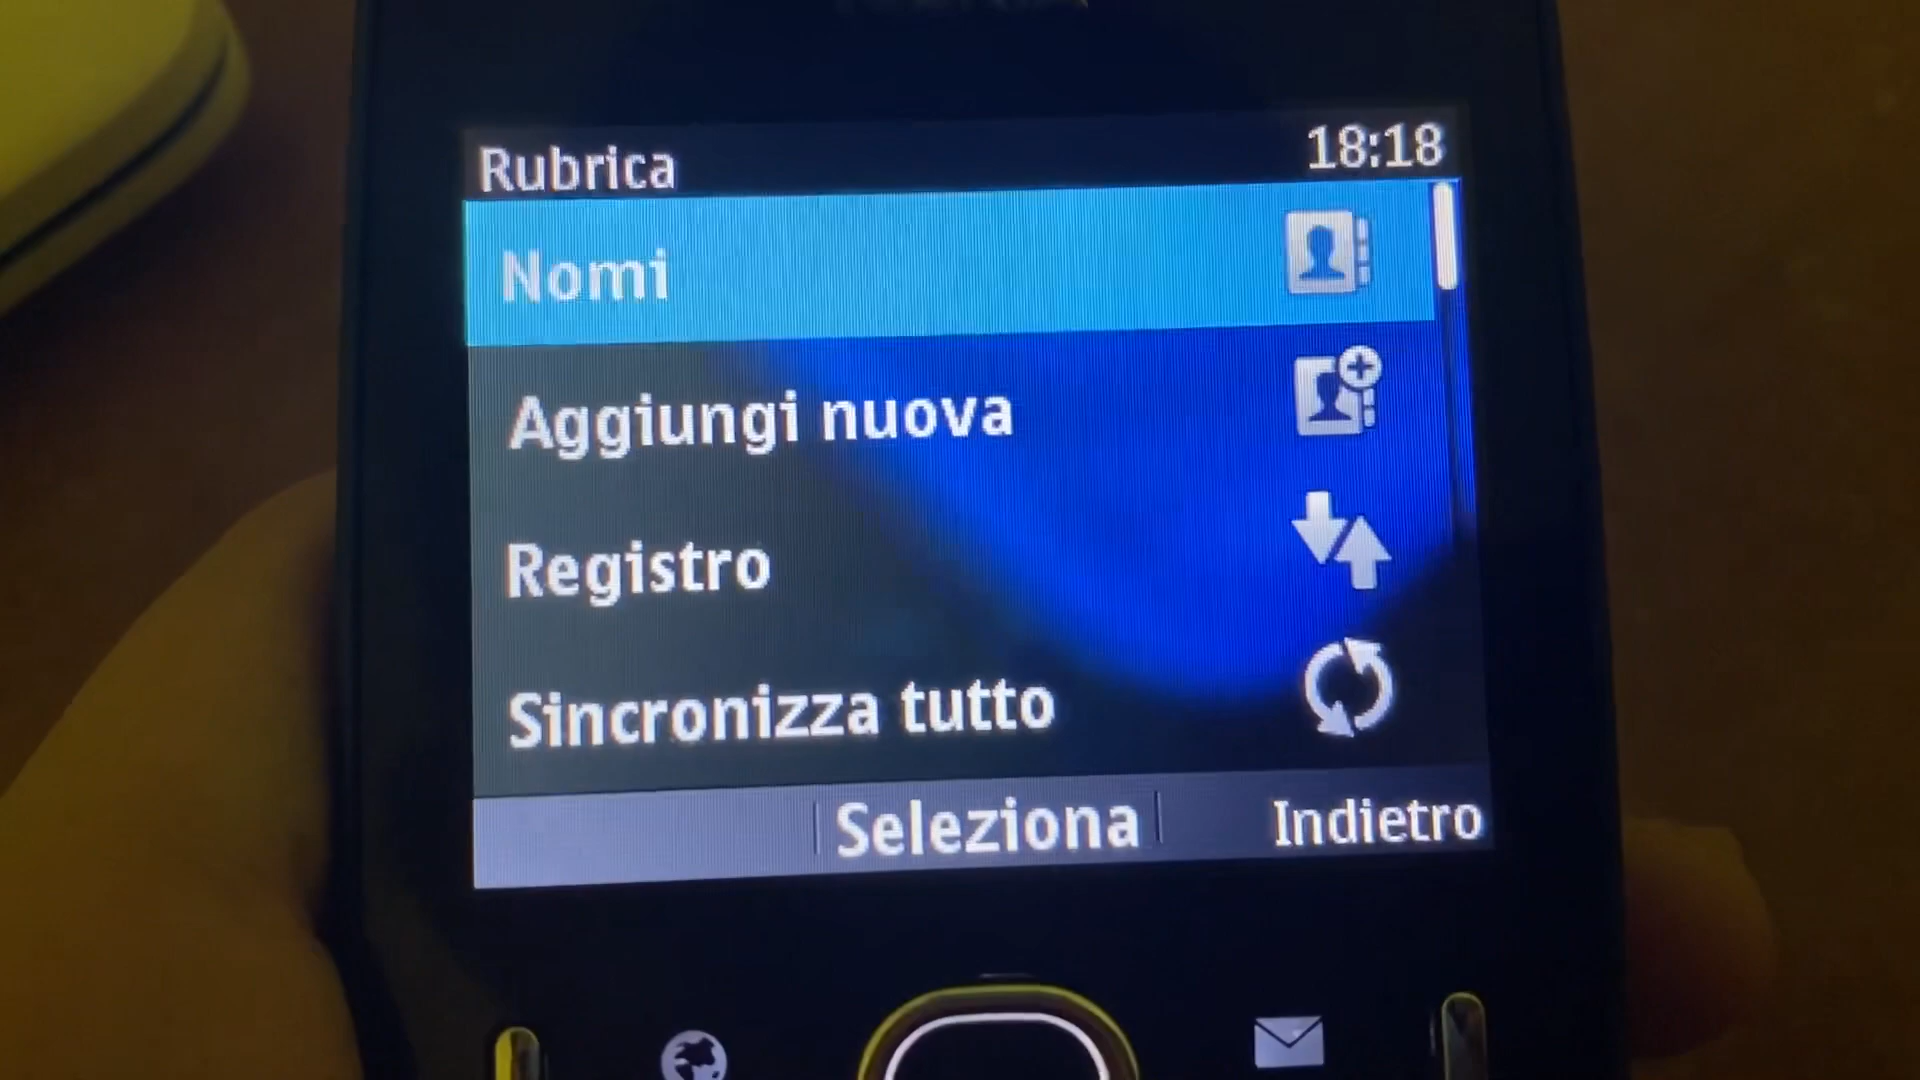 Rubrica 18:18
Nomi
Aggiungi nuova
Registro
Sincronizza tutto
Seleziona Indietro